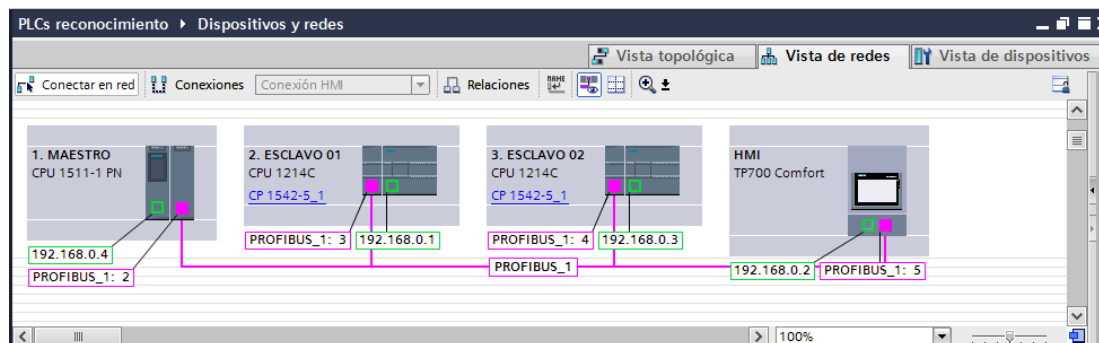 PLCs reconocimiento ▸ Dispositivos y redes
Vista topológica
Vista de redes
Vista de dispositivos
Conectar en red
Conexiones
Conexión HMI
Relaciones
1. MAESTRO
CPU 1511-1 PN
192.168.0.4
PROFIBUS_1: 2
2. ESCLAVO 01
CPU 1214C
CP 1542-5_1
PROFIBUS_1: 3
192.168.0.1
3. ESCLAVO 02
CPU 1214C
CP 1542-5_1
PROFIBUS_1: 4
192.168.0.3
PROFIBUS_1
HMI
TP700 Comfort
192.168.0.2
PROFIBUS_1: 5
100%